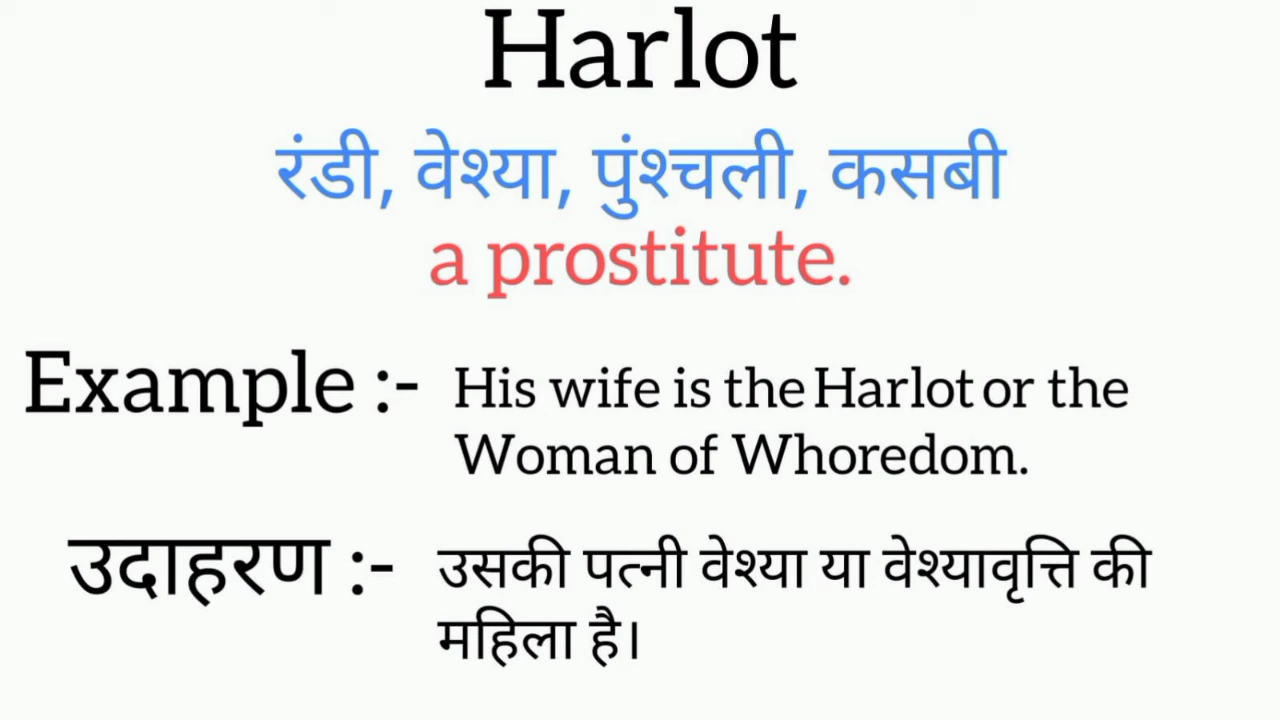 Harlot
रंडी, वेश्या, पुंश्चली, कसबी
a prostitute.
Example :- His wife is the Harlot or the
Woman of Whoredom.
उदाहरण :- उसकी पत्नी वेश्या या वेश्यावृत्ति की
महिला है।